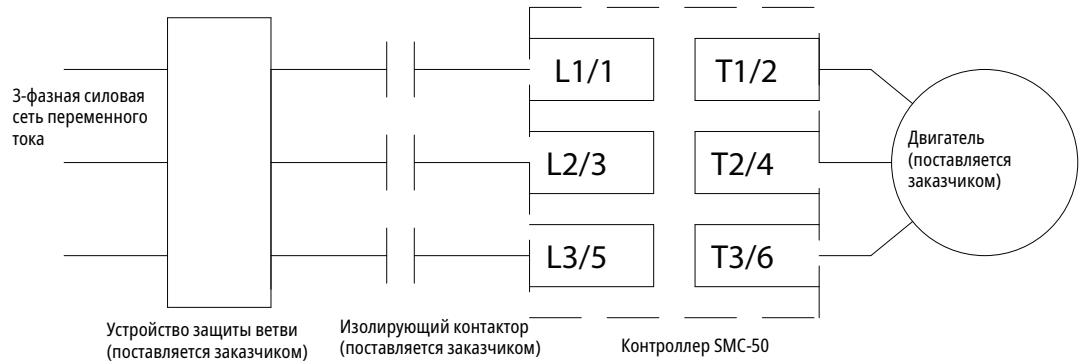 L1/1
T1/2
3-фазная силовая
сеть переменного
тока
L2/3
T2/4
Двигатель
(поставляется
заказчиком)
L3/5
T3/6
Устройство защиты ветви
(поставляется заказчиком)
Изолирующий контактор
(поставляется заказчиком)
Контроллер SMC-50